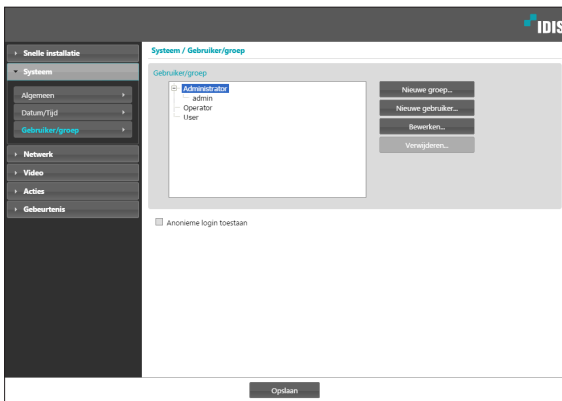 IDIS
Snelle installatie
Systeem
Algemeen
Datum/Tijd
Gebruiker/groep
Netwerk
Video
Acties
Gebeurtenis
Systeem / Gebruiker/groep
Gebruiker/groep
Administrator
admin
Operator
User
Nieuwe groep...
Nieuwe gebruiker...
Bewerken...
Verwijderen...
Anonieme login toestaan
Opslaan